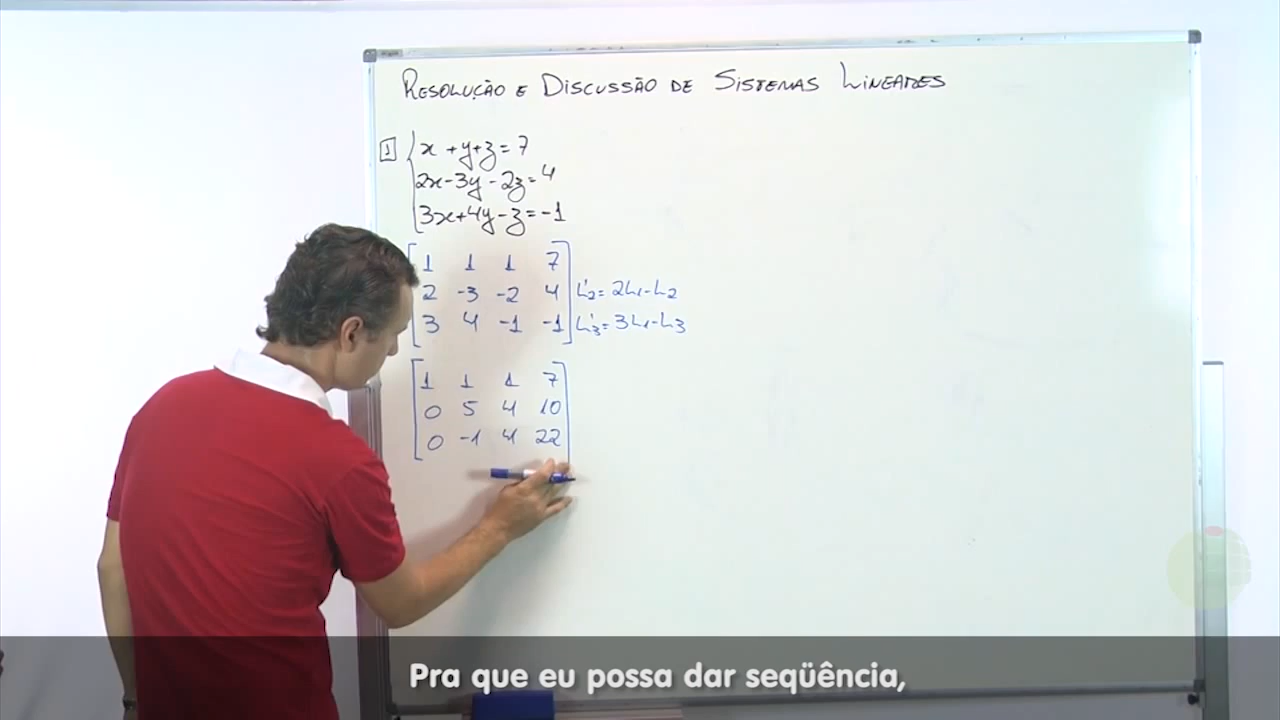 RESOLUÇÃO E DISCUSSÃO DE SISTEMAS LINEARES
1 x + y + z = 7
2x - 3y - 2z = 4
3x + 4y - z = -1
1 1 1 7
2 -3 -2 4 L'2 = 2L1 - L2
3 4 -1 -1 L'3 = 3L1 - L3
1 1 1 7
0 5 4 10
0 -1 4 22
Pra que eu possa dar seqüência,